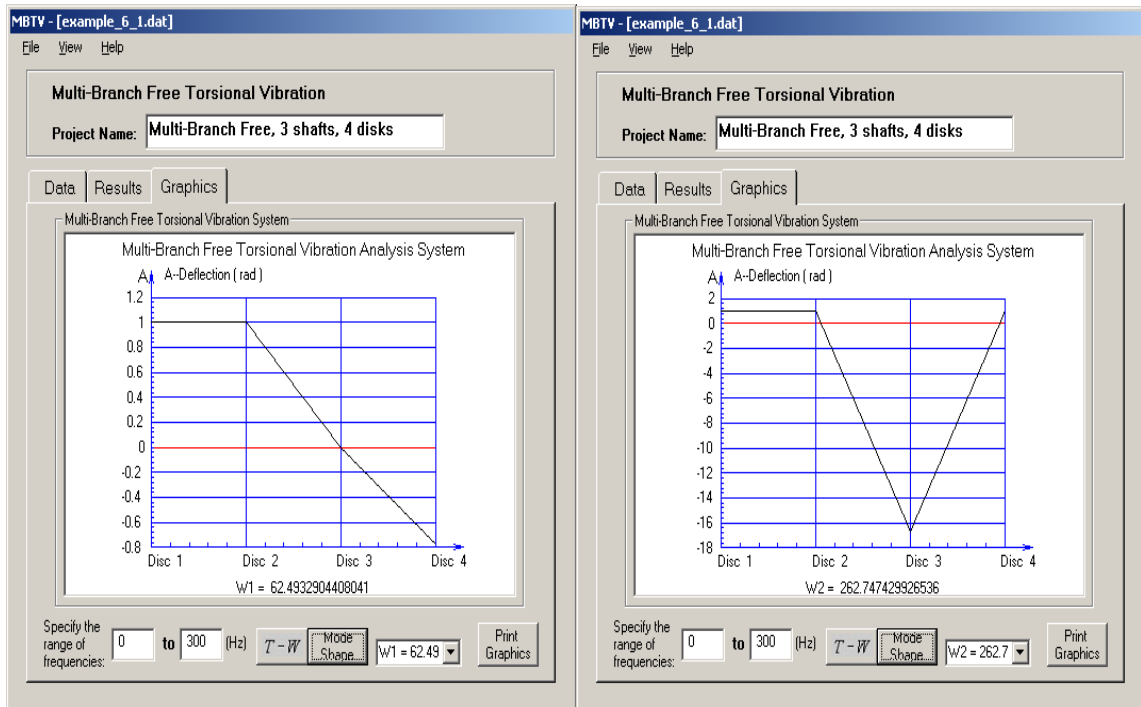 MBTV - [example_6_1.dat]
File View Help
Multi-Branch Free Torsional Vibration
Project Name: Multi-Branch Free, 3 shafts, 4 disks
Data Results Graphics
Multi-Branch Free Torsional Vibration System
Multi-Branch Free Torsional Vibration Analysis System
A A--Deflection ( rad )
1.2
1
0.8
0.6
0.4
0.2
0
-0.2
-0.4
-0.6
-0.8
Disc 1 Disc 2 Disc 3 Disc 4
W1 = 62.4932904408041
Specify the
range of
frequencies:
0 to 300 (Hz) T - W Mode
Shape W1 = 62.49 Print
Graphics
MBTV - [example_6_1.dat]
File View Help
Multi-Branch Free Torsional Vibration
Project Name: Multi-Branch Free, 3 shafts, 4 disks
Data Results Graphics
Multi-Branch Free Torsional Vibration System
Multi-Branch Free Torsional Vibration Analysis System
A A--Deflection ( rad )
2
0
-2
-4
-6
-8
-10
-12
-14
-16
-18
Disc 1 Disc 2 Disc 3 Disc 4
W2 = 262.747429926536
Specify the
range of
frequencies:
0 to 300 (Hz) T - W Mode
Shape W2 = 262.7 Print
Graphics